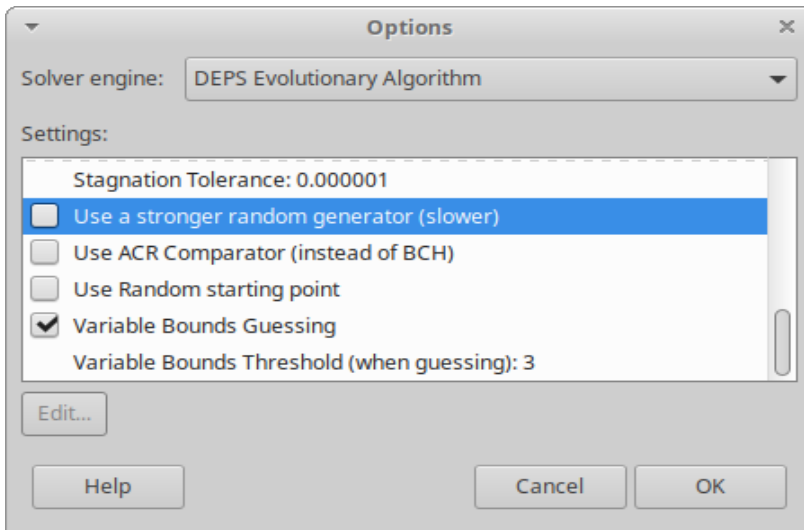 Options
Solver engine: DEPS Evolutionary Algorithm
Settings:
Stagnation Tolerance: 0.000001
Use a stronger random generator (slower)
Use ACR Comparator (instead of BCH)
Use Random starting point
Variable Bounds Guessing
Variable Bounds Threshold (when guessing): 3
Edit...
Help Cancel OK